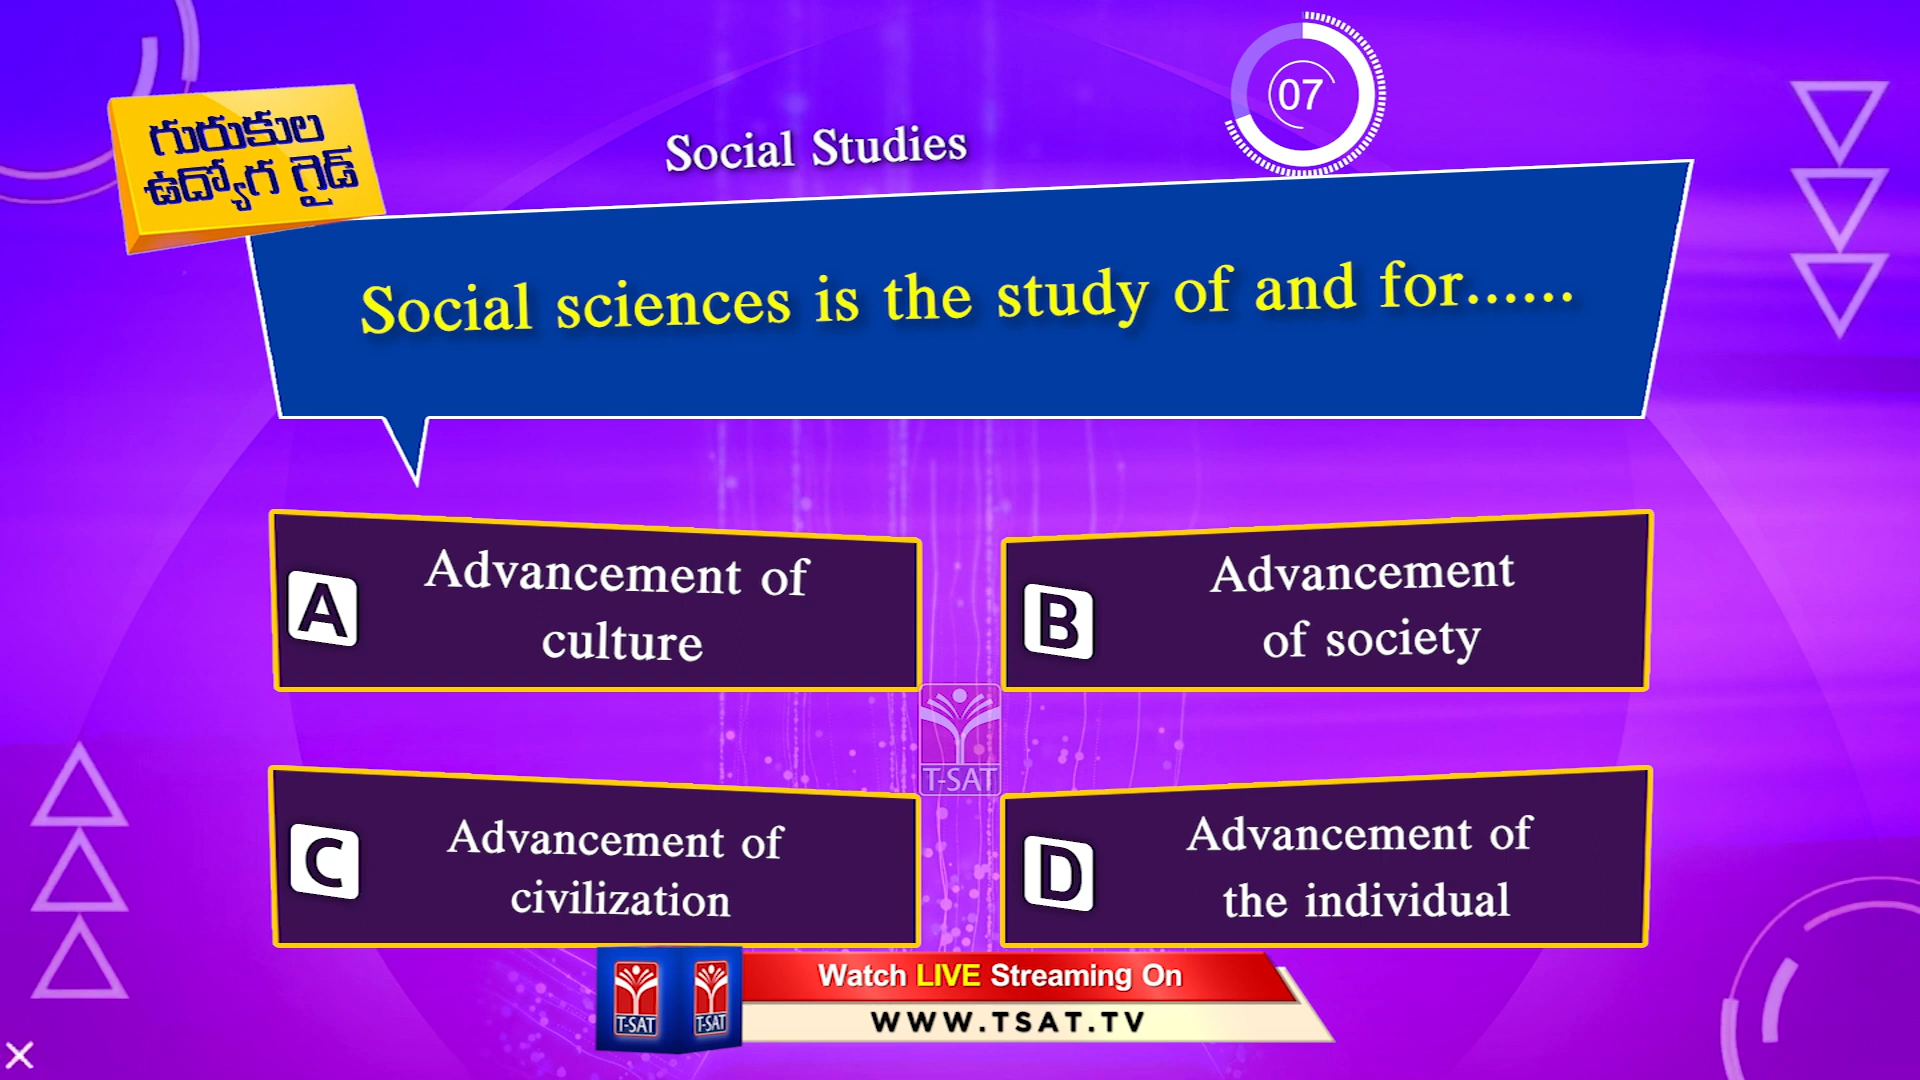 గురుకుల
ఉద్యోగ గైడ్
Social Studies
07
Social sciences is the study of and for......
A
Advancement of
culture
B
Advancement
of society
T-SAT
C
Advancement of
civilization
D
Advancement of
the individual
T-SAT
T-SAT
Watch LIVE Streaming On
WWW.TSAT.TV